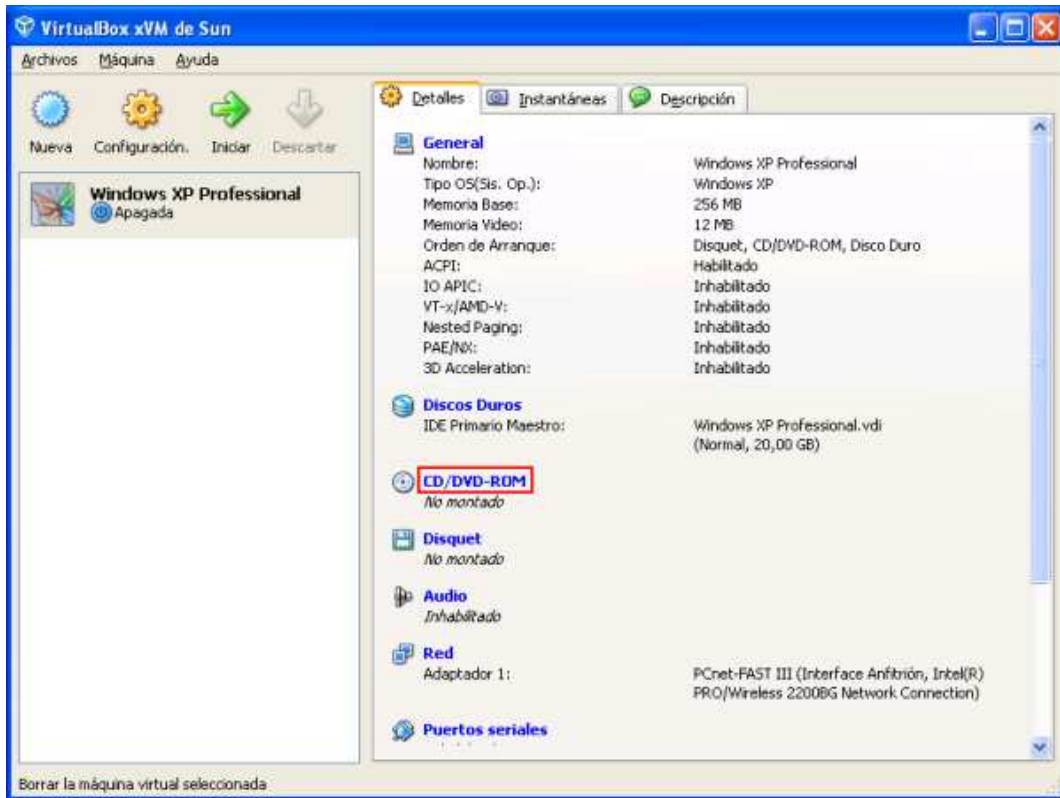 VirtualBox xVM de Sun
Archivos Máquina Ayuda
Nueva Configuración. Iniciar Descartar
Windows XP Professional
Apagada
Detalles Instantáneas Descripción
General
Nombre: Windows XP Professional
Tipo OS(Sis. Op.): Windows XP
Memoria Base: 256 MB
Memoria Video: 12 MB
Orden de Arranque: Disquet, CD/DVD-ROM, Disco Duro
ACPI: Habilitado
IO APIC: Inhabilitado
VT-x/AMD-V: Inhabilitado
Nested Paging: Inhabilitado
PAE/NX: Inhabilitado
3D Acceleration: Inhabilitado
Discos Duros
IDE Primario Maestro: Windows XP Professional.vdi
(Normal, 20,00 GB)
CD/DVD-ROM
No montado
Disquet
No montado
Audio
Inhabilitado
Red
Adaptador 1: PCnet-FAST III (Interface Anfitrión, Intel(R)
PRO/Wireless 2200BG Network Connection)
Puertos seriales
Borrar la máquina virtual seleccionada